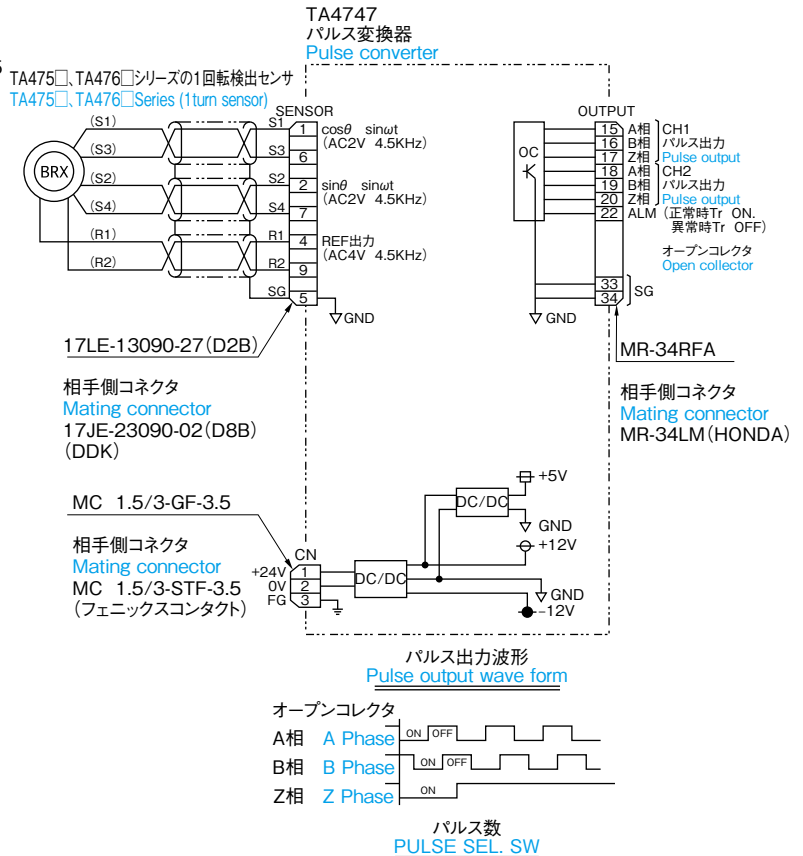 TA4747
パルス変換器
Pulse converter
TA475□、TA476□シリーズの1回転検出センサ
TA475□、TA476□Series (1turn sensor)
SENSOR
(S1)
S1
1
cosθ sinωt
(AC2V 4.5KHz)
(S3)
S3
6
BRX
(S2)
S2
2
sinθ sinωt
(AC2V 4.5KHz)
(S4)
S4
7
(R1)
R1
4
REF出力
(AC4V 4.5KHz)
(R2)
R2
9
SG
5
GND
OUTPUT
OC
15 A相 CH1
16 B相 パルス出力
17 Z相 Pulse output
18 A相 CH2
19 B相 パルス出力
20 Z相 Pulse output
22 ALM (正常時Tr ON.
異常時Tr OFF)
オープンコレクタ
Open collector
33
34
SG
GND
17LE-13090-27(D2B)
相手側コネクタ
Mating connector
17JE-23090-02(D8B)
(DDK)
MR-34RFA
相手側コネクタ
Mating connector
MR-34LM(HONDA)
MC 1.5/3-GF-3.5
相手側コネクタ
Mating connector
MC 1.5/3-STF-3.5
(フェニックスコンタクト)
CN
+24V 1
0V 2
FG 3
DC/DC
DC/DC
+5V
GND
+12V
GND
-12V
パルス出力波形
Pulse output wave form
オープンコレクタ
A相 A Phase ON OFF
B相 B Phase ON OFF
Z相 Z Phase ON
パルス数
PULSE SEL. SW